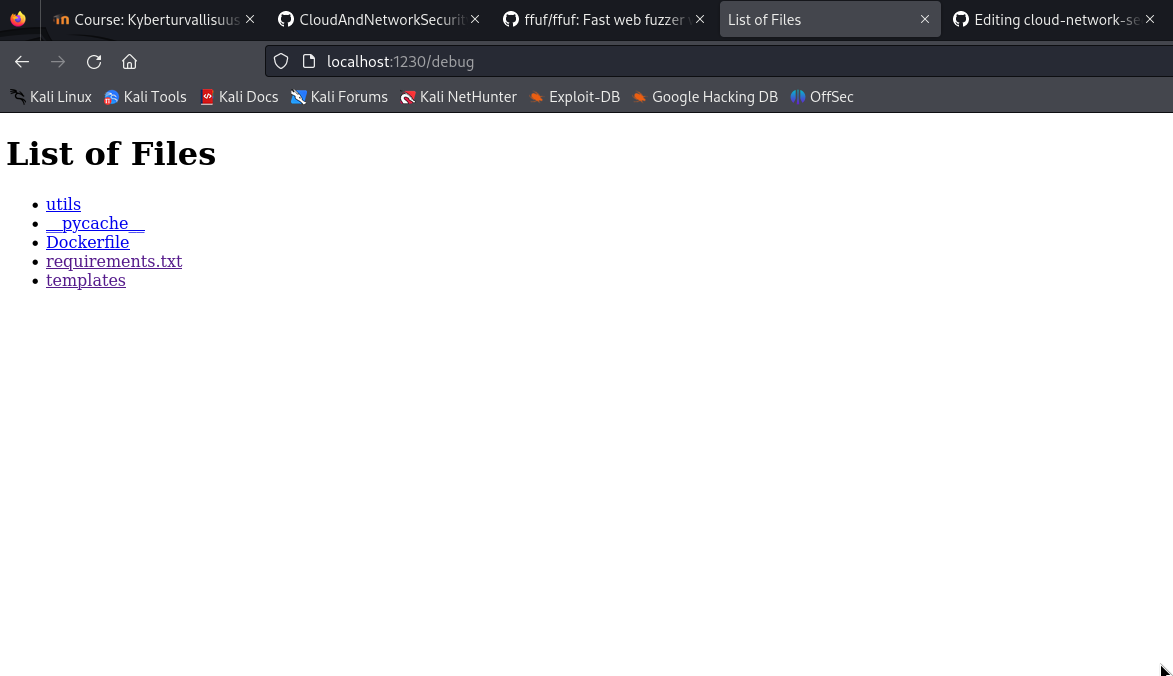 Course: Kyberturvallisuus
CloudAndNetworkSecurit
ffuf/ffuf: Fast web fuzzer
List of Files
Editing cloud-network-se
localhost:1230/debug
Kali Linux
Kali Tools
Kali Docs
Kali Forums
Kali NetHunter
Exploit-DB
Google Hacking DB
OffSec
List of Files
utils
__pycache__
Dockerfile
requirements.txt
templates